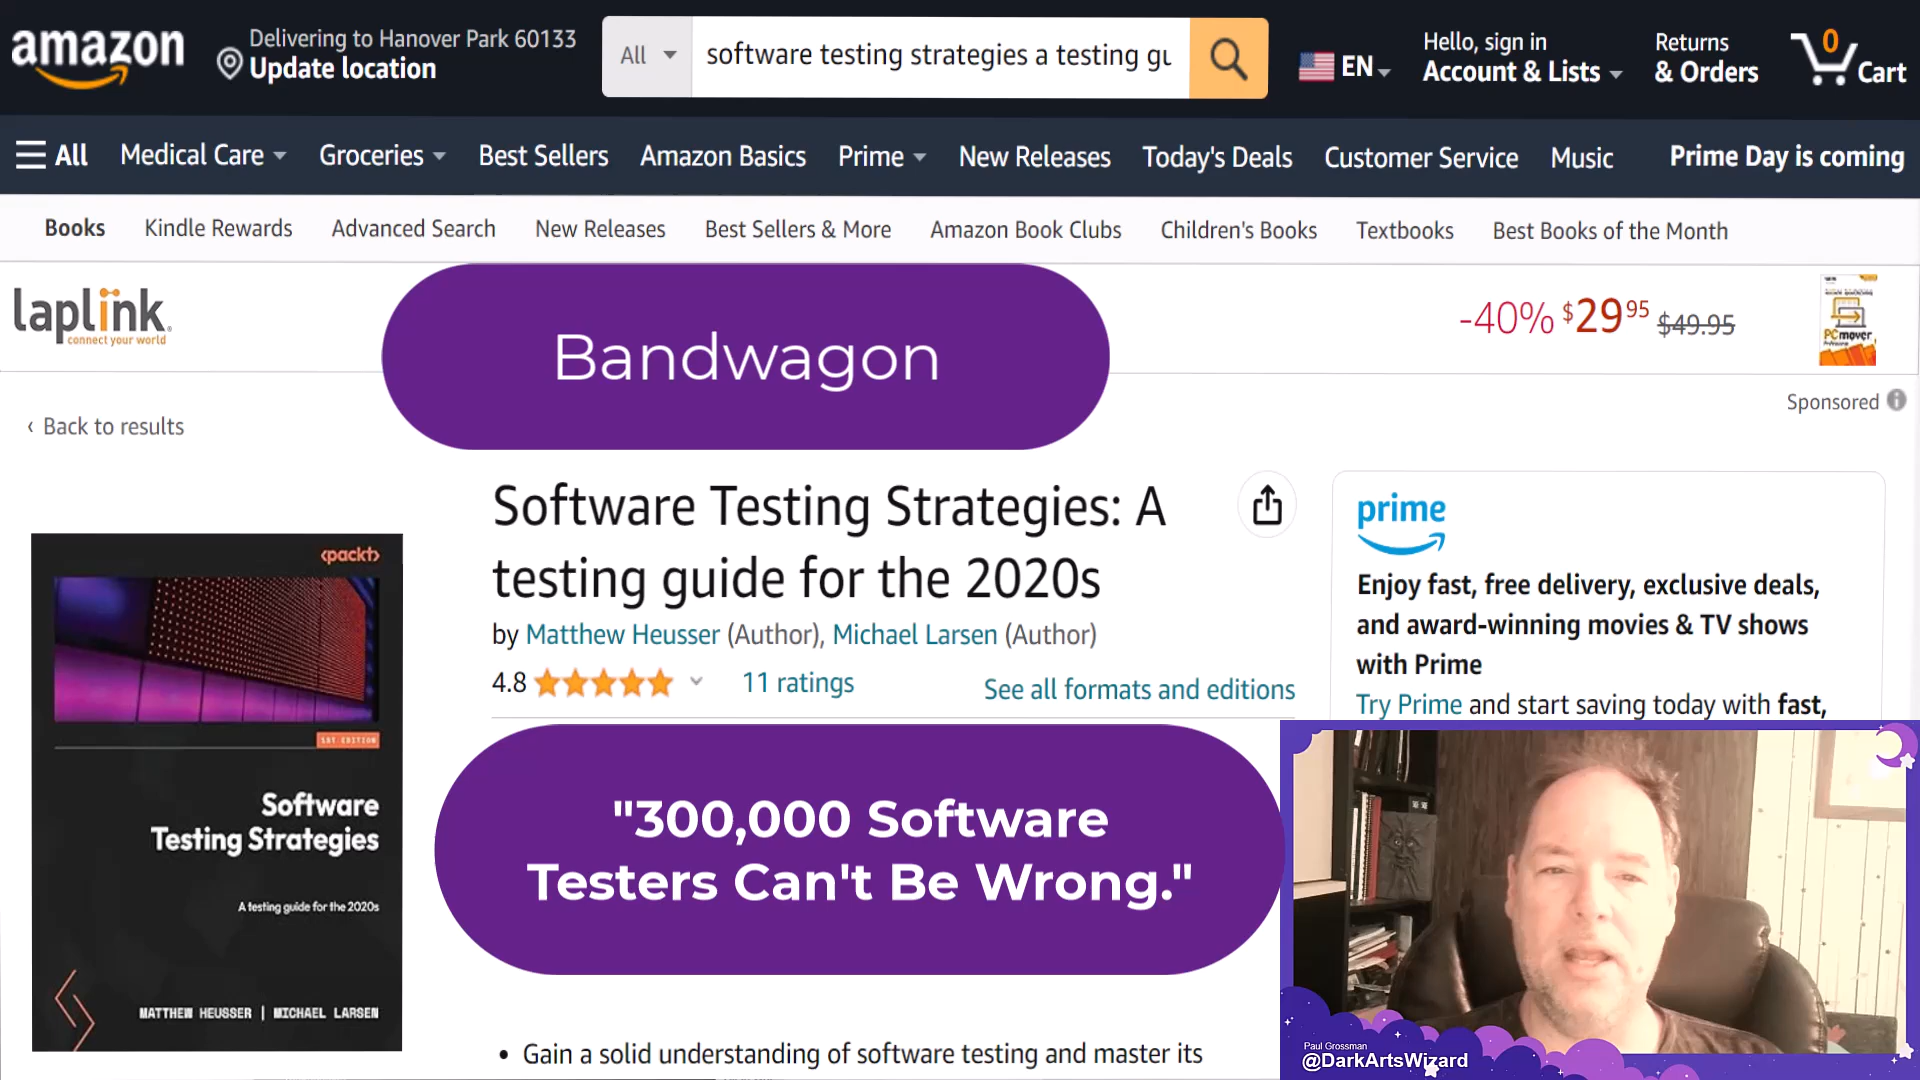 amazon
Delivering to Hanover Park 60133
Update location
All
software testing strategies a testing gu
EN
Hello, sign in
Account & Lists
Returns
& Orders
0
Cart
All
Medical Care
Groceries
Best Sellers
Amazon Basics
Prime
New Releases
Today's Deals
Customer Service
Music
Prime Day is coming
Books
Kindle Rewards
Advanced Search
New Releases
Best Sellers & More
Amazon Book Clubs
Children's Books
Textbooks
Best Books of the Month
laplink
connect your world
-40% $29 95 $49.95
PCmover
Bandwagon
Sponsored
‹ Back to results
Software Testing Strategies: A
testing guide for the 2020s
by Matthew Heusser (Author), Michael Larsen (Author)
4.8
11 ratings
See all formats and editions
prime
Enjoy fast, free delivery, exclusive deals,
and award-winning movies & TV shows
with Prime
Try Prime and start saving today with fast,
<packt>
1ST EDITION
Software
Testing Strategies
A testing guide for the 2020s
MATTHEW HEUSSER | MICHAEL LARSEN
"300,000 Software
Testers Can't Be Wrong."
• Gain a solid understanding of software testing and master its
Paul Grossman
@DarkArtsWizard